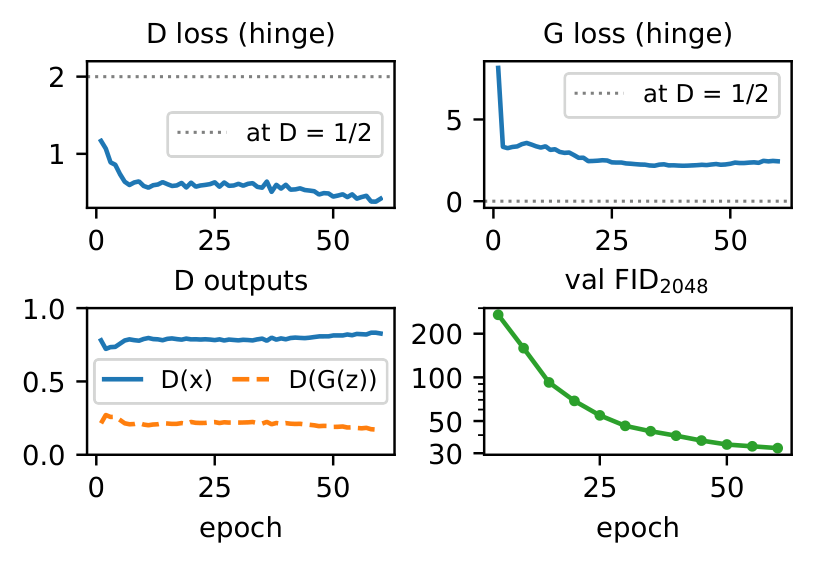 D loss (hinge)
2
1
at D = 1/2
0
25
50
G loss (hinge)
5
0
at D = 1/2
0
25
50
D outputs
1.0
0.5
0.0
D(x)
D(G(z))
0
25
50
epoch
val FID₂₀₄₈
200
100
50
30
25
50
epoch